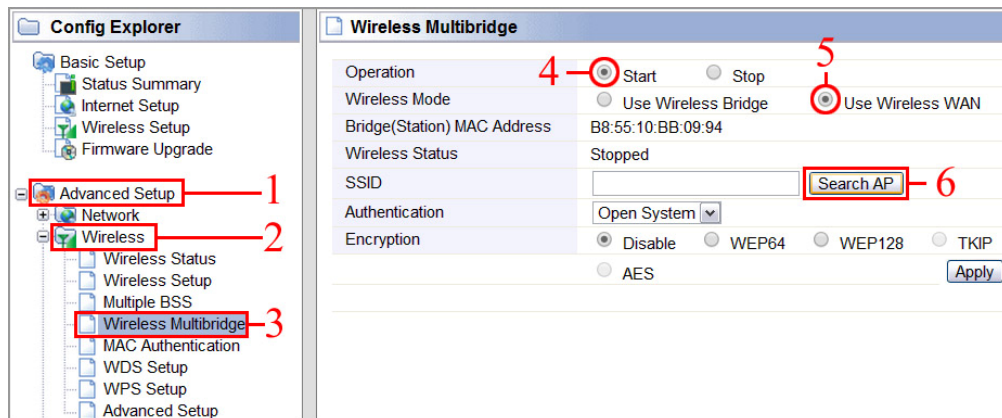 Config Explorer
Basic Setup
Status Summary
Internet Setup
Wireless Setup
Firmware Upgrade
Advanced Setup 1
Network
Wireless 2
Wireless Status
Wireless Setup
Multiple BSS
Wireless Multibridge 3
MAC Authentication
WDS Setup
WPS Setup
Advanced Setup
Wireless Multibridge
5
Operation 4 Start Stop
Wireless Mode Use Wireless Bridge Use Wireless WAN
Bridge(Station) MAC Address B8:55:10:BB:09:94
Wireless Status Stopped
SSID Search AP 6
Authentication Open System
Encryption Disable WEP64 WEP128 TKIP
AES Apply